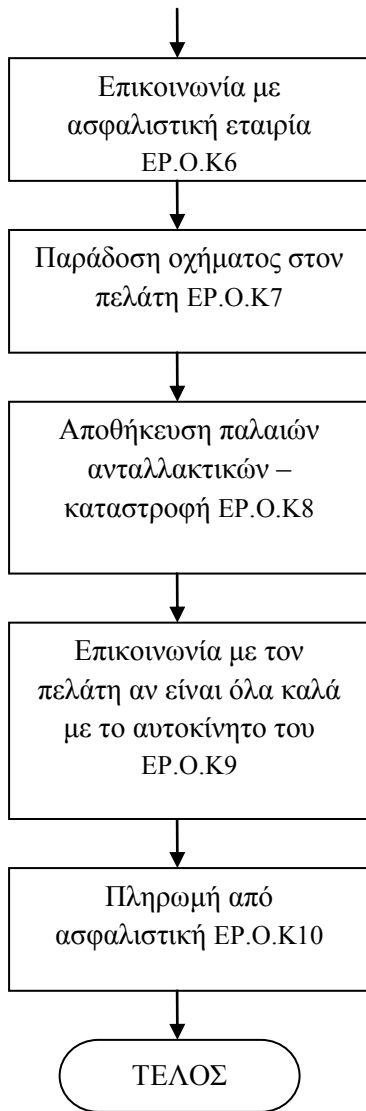 Επικοινωνία με
ασφαλιστική εταιρία
ΕΡ.Ο.Κ6
Παράδοση οχήματος στον
πελάτη ΕΡ.Ο.Κ7
Αποθήκευση παλαιών
ανταλλακτικών –
καταστροφή ΕΡ.Ο.Κ8
Επικοινωνία με τον
πελάτη αν είναι όλα καλά
με το αυτοκίνητο του
ΕΡ.Ο.Κ9
Πληρωμή από
ασφαλιστική ΕΡ.Ο.Κ10
ΤΕΛΟΣ